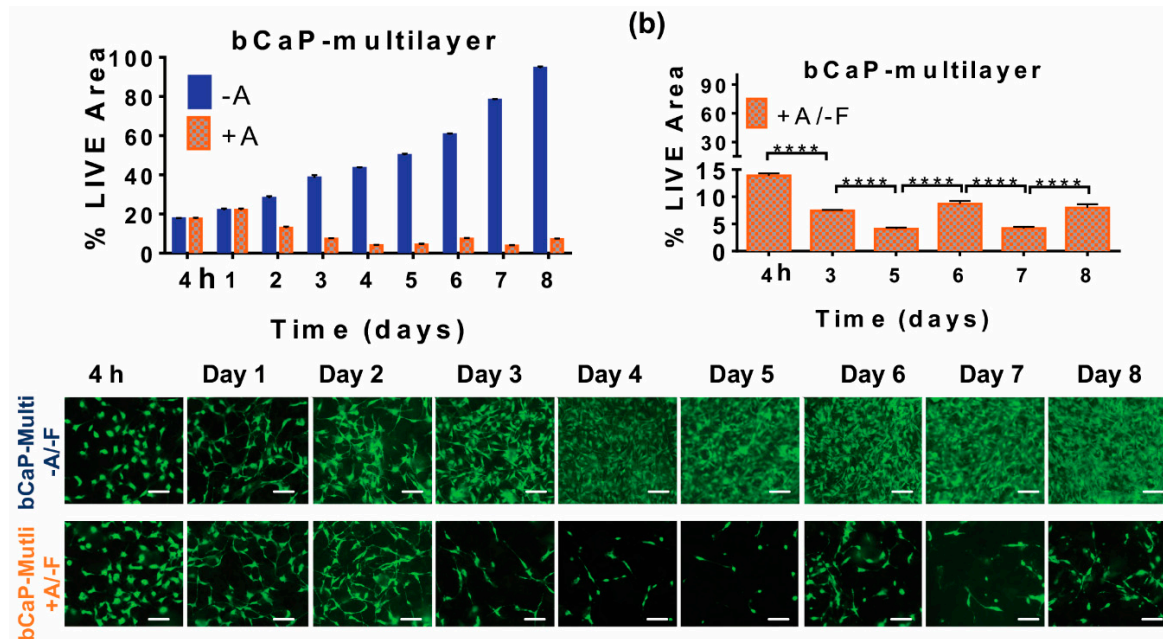 bCaP-multilayer
% LIVE Area
100
80
60
40
20
0
-A
+A
4 h 1 2 3 4 5 6 7 8
Time (days)
(b)
bCaP-multilayer
% LIVE Area
90
60
30
15
10
5
0
+A/-F
**** **** **** **** ****
4 h 3 5 6 7 8
Time (days)
4 h Day 1 Day 2 Day 3 Day 4 Day 5 Day 6 Day 7 Day 8
bCaP-Multi
-A/-F
bCaP-Mutli
+A/-F